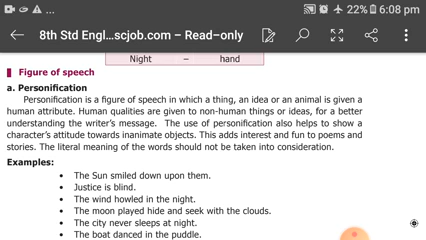 22% 6:08 pm
8th Std Engl...scjob.com – Read–only
Night – hand
Figure of speech
a. Personification
Personification is a figure of speech in which a thing, an idea or an animal is given a
human attribute. Human qualities are given to non-human things or ideas, for a better
understanding the writer's message. The use of personification also helps to show a
character's attitude towards inanimate objects. This adds interest and fun to poems and
stories. The literal meaning of the words should not be taken into consideration.
Examples:
• The Sun smiled down upon them.
• Justice is blind.
• The wind howled in the night.
• The moon played hide and seek with the clouds.
• The city never sleeps at night.
• The boat danced in the puddle.